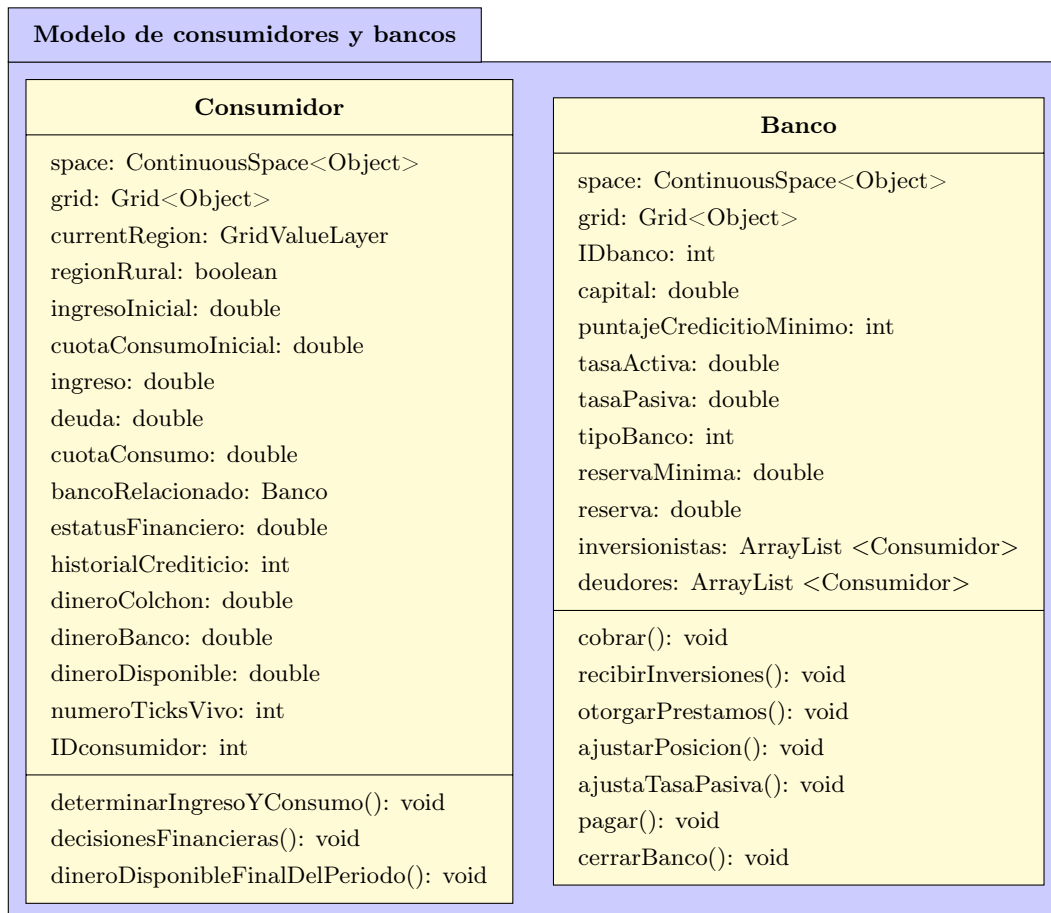 Modelo de consumidores y bancos
Consumidor
space: ContinuousSpace<Object>
grid: Grid<Object>
currentRegion: GridValueLayer
regionRural: boolean
ingresoInicial: double
cuotaConsumoInicial: double
ingreso: double
deuda: double
cuotaConsumo: double
bancoRelacionado: Banco
estatusFinanciero: double
historialCrediticio: int
dineroColchon: double
dineroBanco: double
dineroDisponible: double
numeroTicksVivo: int
IDconsumidor: int
determinarIngresoYConsumo(): void
decisionesFinancieras(): void
dineroDisponibleFinalDelPeriodo(): void
Banco
space: ContinuousSpace<Object>
grid: Grid<Object>
IDbanco: int
capital: double
puntajeCredicitioMinimo: int
tasaActiva: double
tasaPasiva: double
tipoBanco: int
reservaMinima: double
reserva: double
inversionistas: ArrayList <Consumidor>
deudores: ArrayList <Consumidor>
cobrar(): void
recibirInversiones(): void
otorgarPrestamos(): void
ajustarPosicion(): void
ajustaTasaPasiva(): void
pagar(): void
cerrarBanco(): void